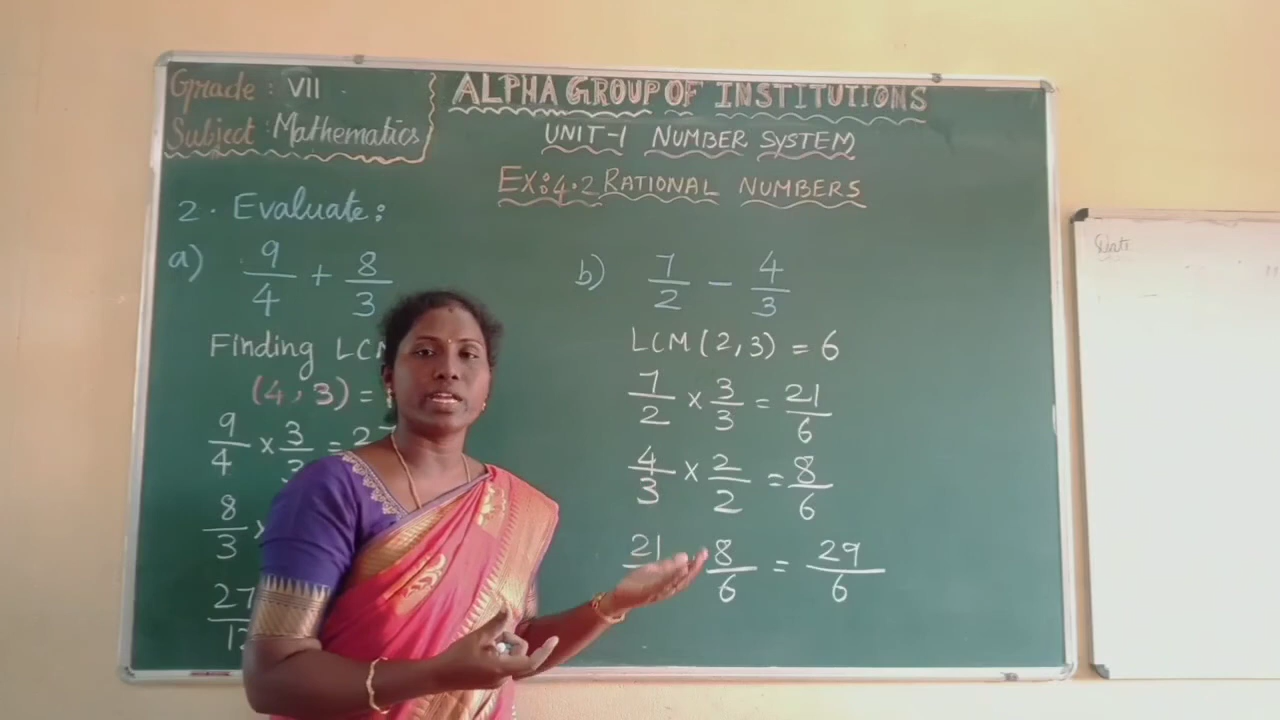 Grade : VII
Subject : Mathematics
ALPHA GROUP OF INSTITUTIONS
UNIT-1 NUMBER SYSTEM
EX:4.2 RATIONAL NUMBERS
2. Evaluate:
a) 9/4 + 8/3
Finding LCM
(4, 3) =
9/4 × 3/3 = 27
8/3 ×
27/12
b) 7/2 - 4/3
LCM (2, 3) = 6
7/2 × 3/3 = 21/6
4/3 × 2/2 = 8/6
21 8/6 = 29/6